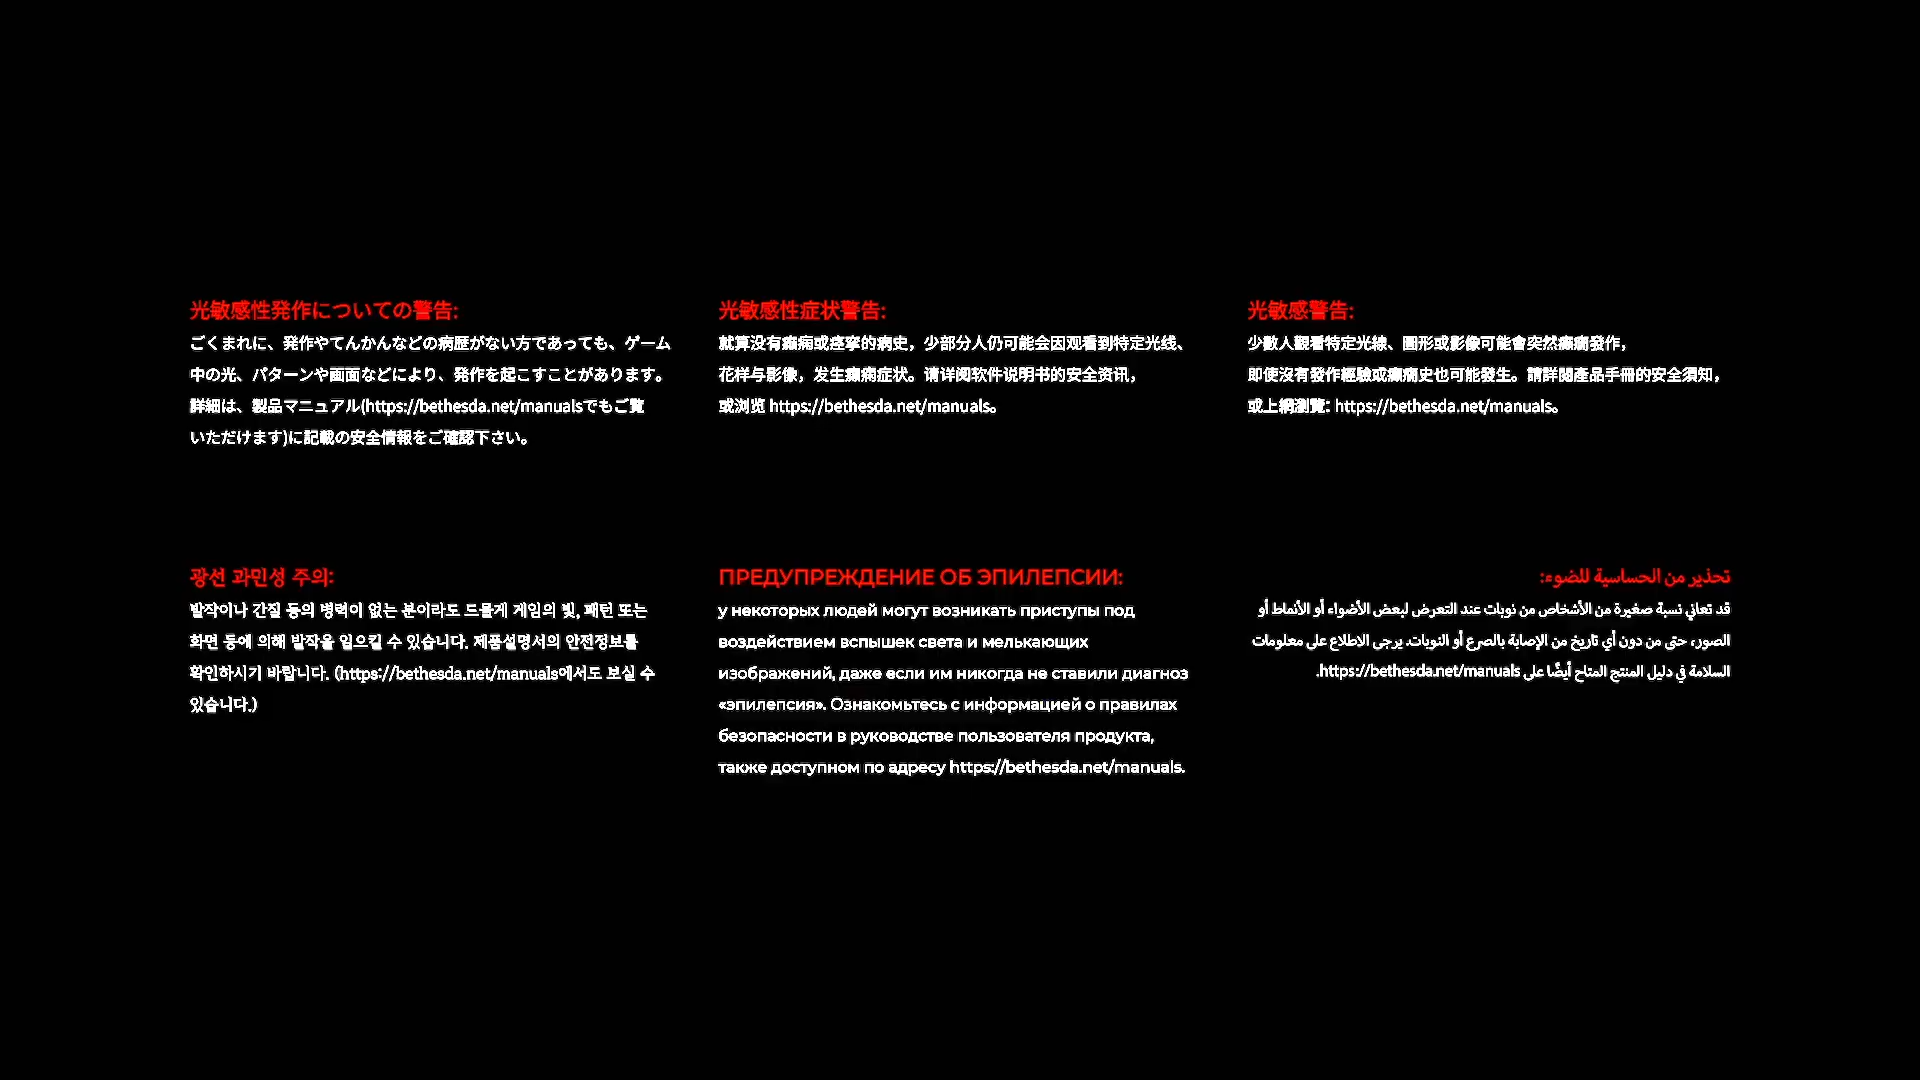 光敏感性発作についての警告:
ごくまれに、発作やてんかんなどの病歴がない方であっても、ゲーム
中の光、パターンや画面などにより、発作を起こすことがあります。
詳細は、製品マニュアル(https://bethesda.net/manualsでもご覧
いただけます)に記載の安全情報をご確認下さい。
光敏感性症状警告:
就算没有癫痫或痉挛的病史，少部分人仍可能会因观看到特定光线、
花样与影像，发生癫痫症状。请详阅软件说明书的安全资讯，
或浏览 https://bethesda.net/manuals。
光敏感警告:
少數人觀看特定光線、圖形或影像可能會突然癲癇發作，
即使沒有發作經驗或癲癇史也可能發生。請詳閱產品手冊的安全須知，
或上網瀏覽: https://bethesda.net/manuals。
광선 과민성 주의:
발작이나 간질 등의 병력이 없는 분이라도 드물게 게임의 빛, 패턴 또는
화면 등에 의해 발작을 일으킬 수 있습니다. 제품설명서의 안전정보를
확인하시기 바랍니다. (https://bethesda.net/manuals에서도 보실 수
있습니다.)
ПРЕДУПРЕЖДЕНИЕ ОБ ЭПИЛЕПСИИ:
у некоторых людей могут возникать приступы под
воздействием вспышек света и мелькающих
изображений, даже если им никогда не ставили диагноз
«эпилепсия». Ознакомьтесь с информацией о правилах
безопасности в руководстве пользователя продукта,
также доступном по адресу https://bethesda.net/manuals.
تحذير من الحساسية للضوء:
قد تعاني نسبة صغيرة من الأشخاص من نوبات عند التعرض لبعض الأضواء أو الأنماط أو
الصور، حتى من دون أي تاريخ من الإصابة بالصرع أو النوبات. يرجى الاطلاع على معلومات
السلامة في دليل المنتج المتاح أيضًا على https://bethesda.net/manuals.